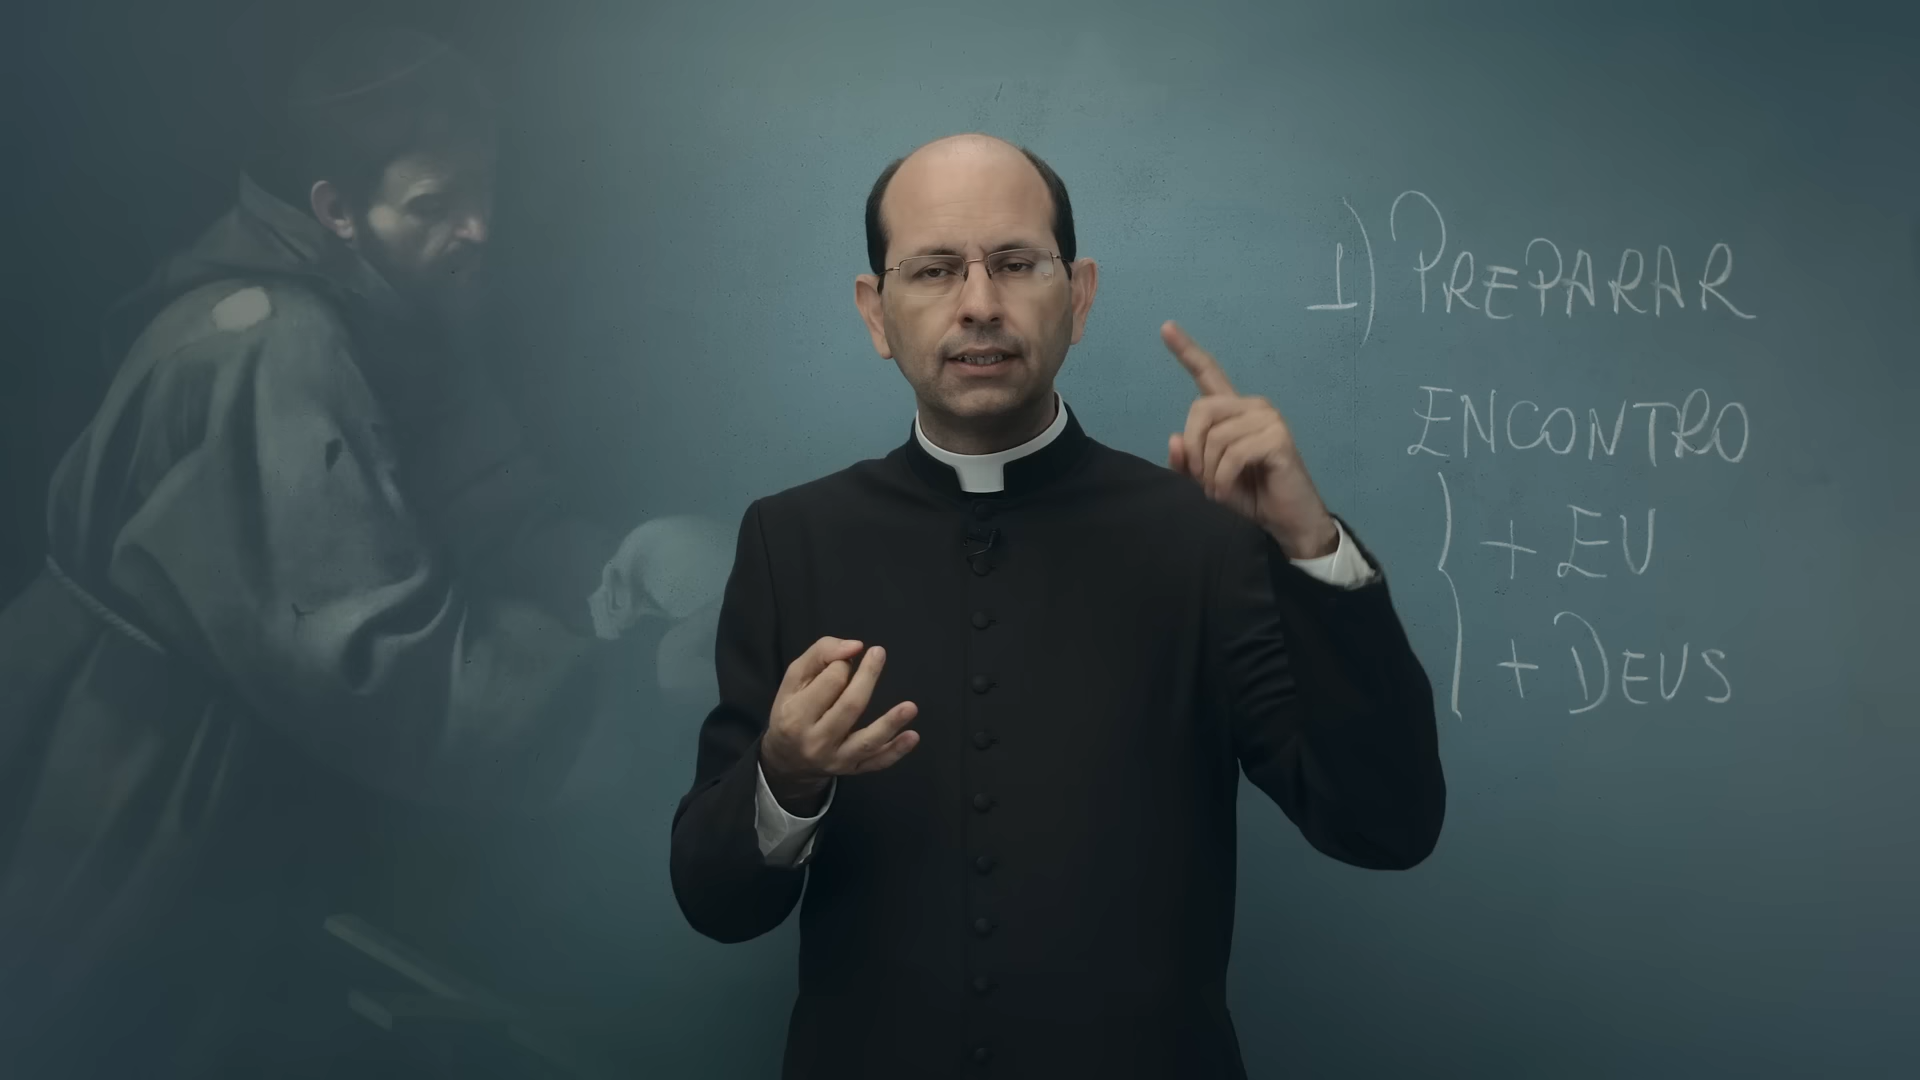 1) PREPARAR
ENCONTRO
+ EU
+ DEUS